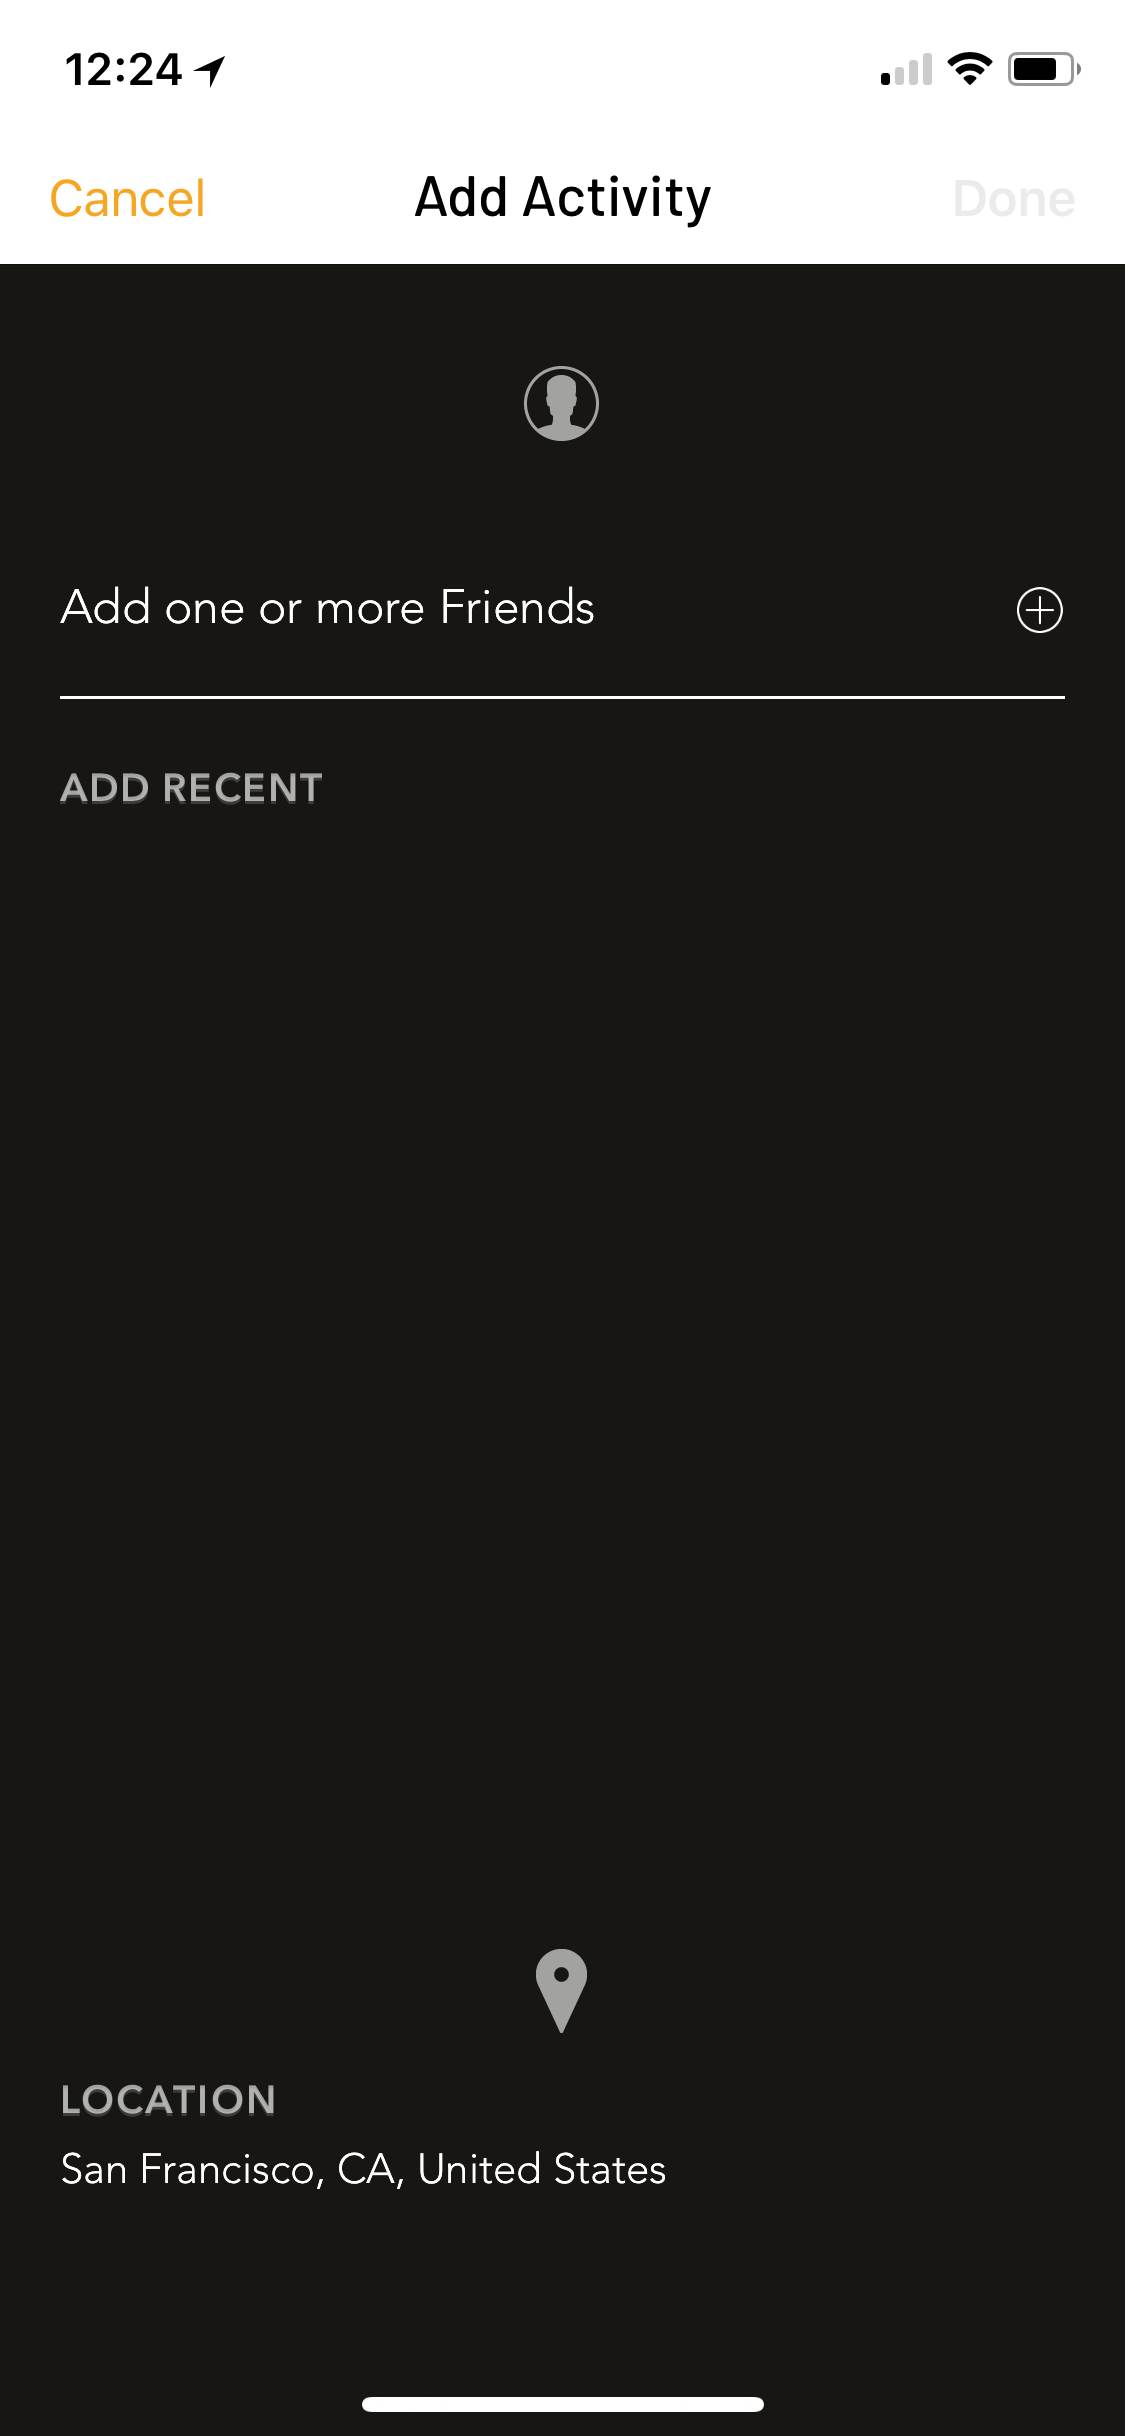 12:24
Cancel Add Activity Done
Add one or more Friends
ADD RECENT
LOCATION
San Francisco, CA, United States